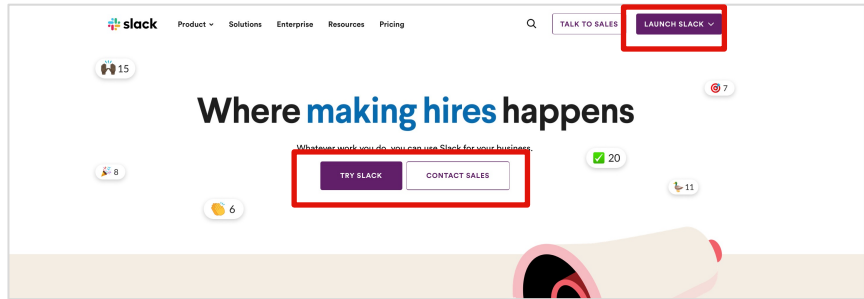 slack Product Solutions Enterprise Resources Pricing TALK TO SALES LAUNCH SLACK
15
7
Where making hires happens
Whatever work you do, you can use Slack for your business.
20
8
TRY SLACK CONTACT SALES
11
6